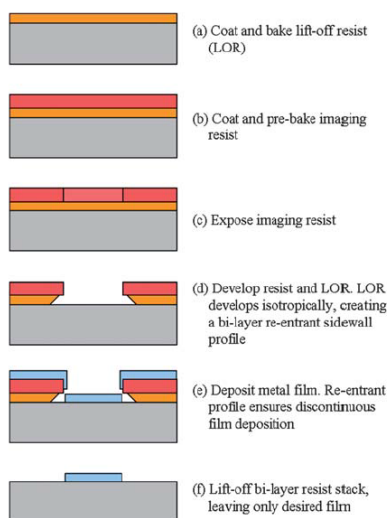 (a) Coat and bake lift-off resist
(LOR)
(b) Coat and pre-bake imaging
resist
(c) Expose imaging resist
(d) Develop resist and LOR. LOR
develops isotropically, creating
a bi-layer re-entrant sidewall
profile
(e) Deposit metal film. Re-entrant
profile ensures discontinuous
film deposition
(f) Lift-off bi-layer resist stack,
leaving only desired film